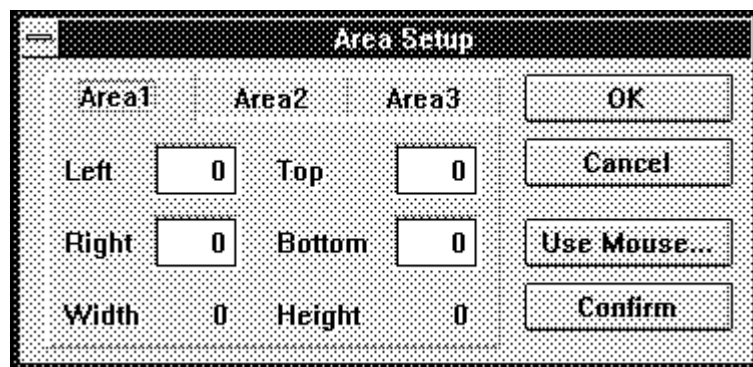 Area Setup
Area1 Area2 Area3 OK
Left 0 Top 0 Cancel
Right 0 Bottom 0 Use Mouse...
Width 0 Height 0 Confirm